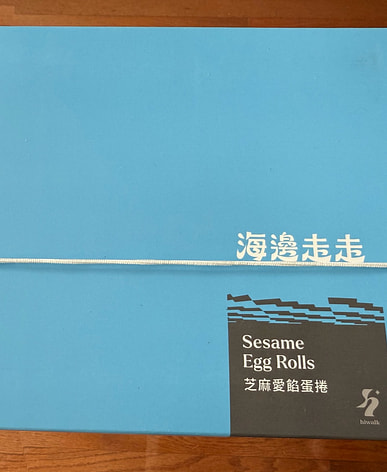 海邊走走
Sesame
Egg Rolls
芝麻愛餡蛋捲
hiwalk